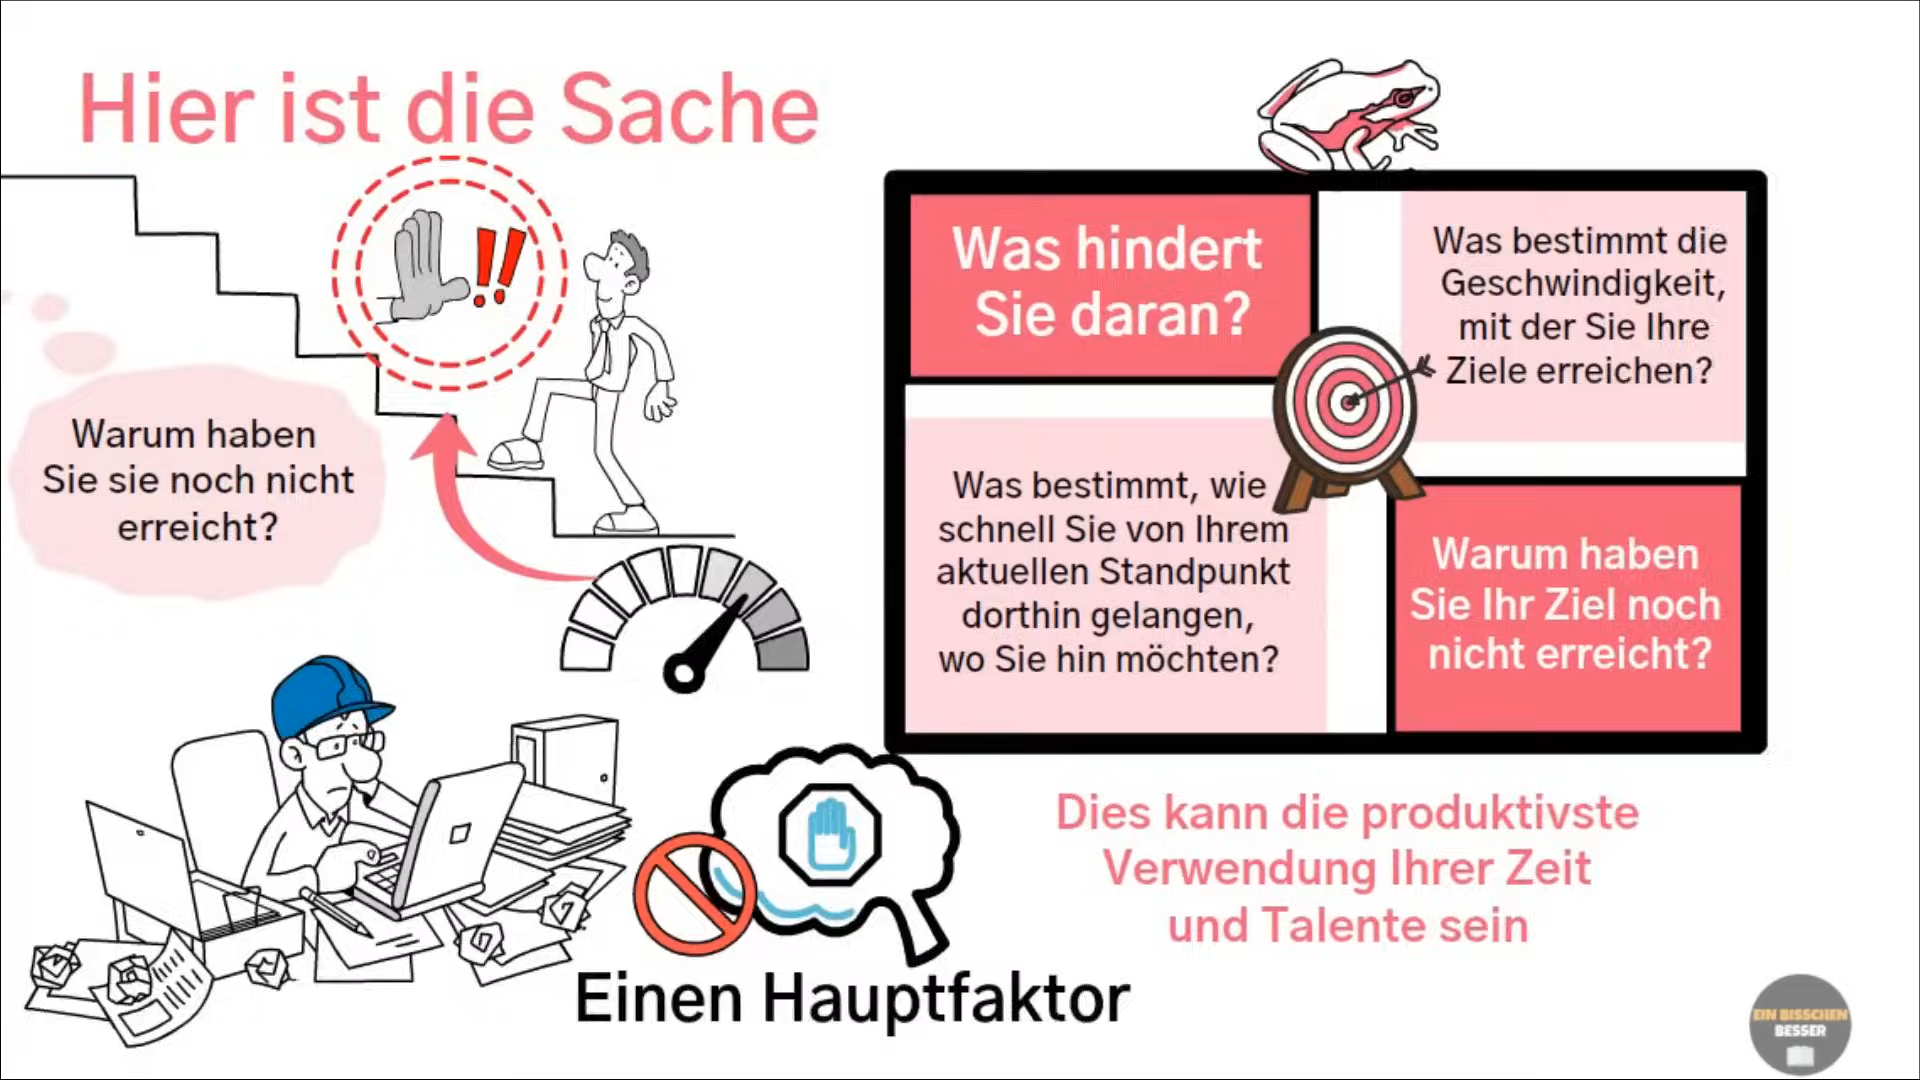 Hier ist die Sache
Warum haben
Sie sie noch nicht
erreicht?
Was hindert
Sie daran?
Was bestimmt die
Geschwindigkeit,
mit der Sie Ihre
Ziele erreichen?
Was bestimmt, wie
schnell Sie von Ihrem
aktuellen Standpunkt
dorthin gelangen,
wo Sie hin möchten?
Warum haben
Sie Ihr Ziel noch
nicht erreicht?
Dies kann die produktivste
Verwendung Ihrer Zeit
und Talente sein
Einen Hauptfaktor
EIN BISSCHEN
BESSER